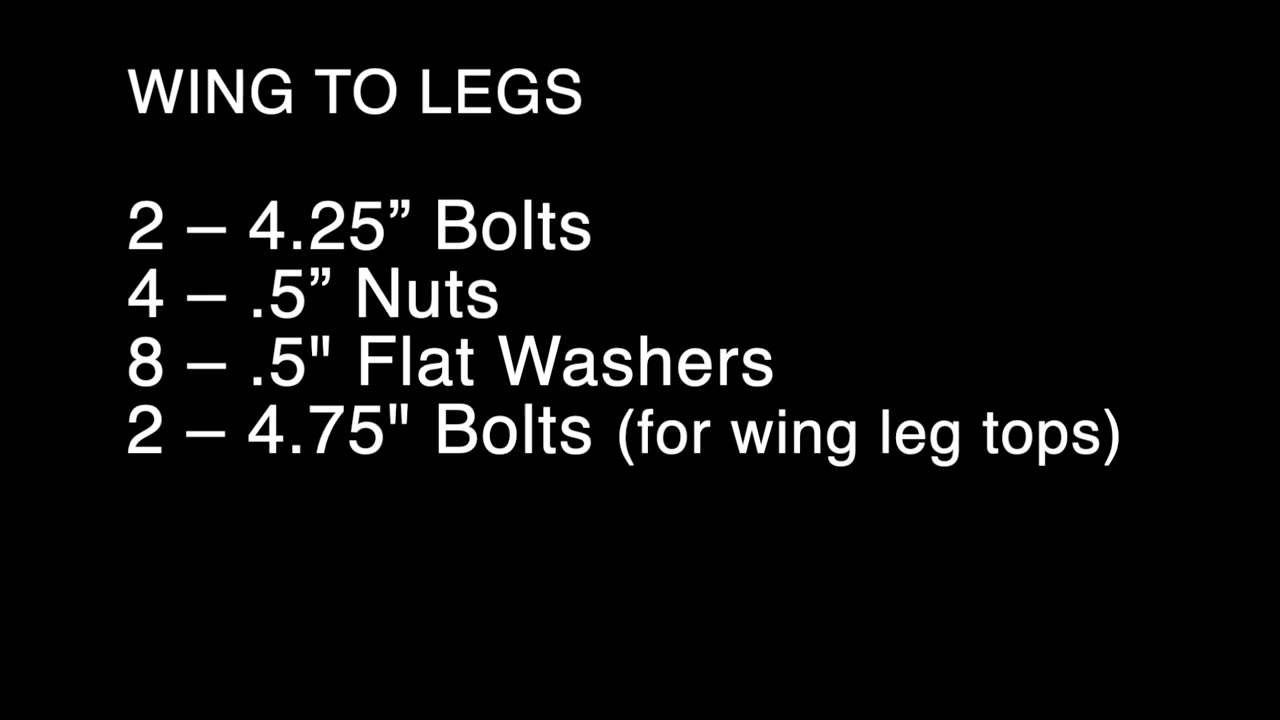 WING TO LEGS
2 – 4.25” Bolts
4 – .5” Nuts
8 – .5" Flat Washers
2 – 4.75" Bolts (for wing leg tops)